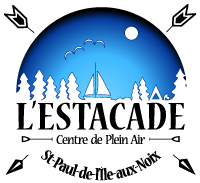 L'ESTACADE
Centre de Plein Air
St-Paul-de-l'Île-aux-Noix